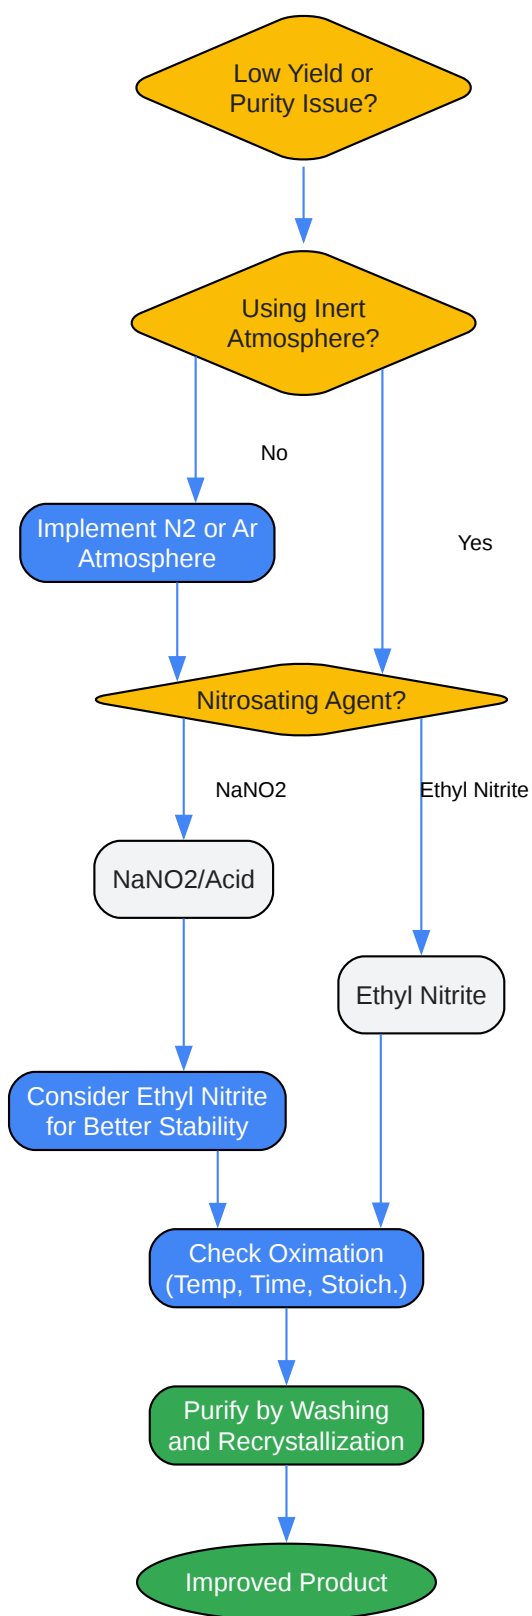 Low Yield or
Purity Issue?
Using Inert
Atmosphere?
No
Implement N2 or Ar
Atmosphere
Yes
Nitrosating Agent?
NaNO2
Ethyl Nitrite
NaNO2/Acid
Ethyl Nitrite
Consider Ethyl Nitrite
for Better Stability
Check Oximation
(Temp, Time, Stoich.)
Purify by Washing
and Recrystallization
Improved Product